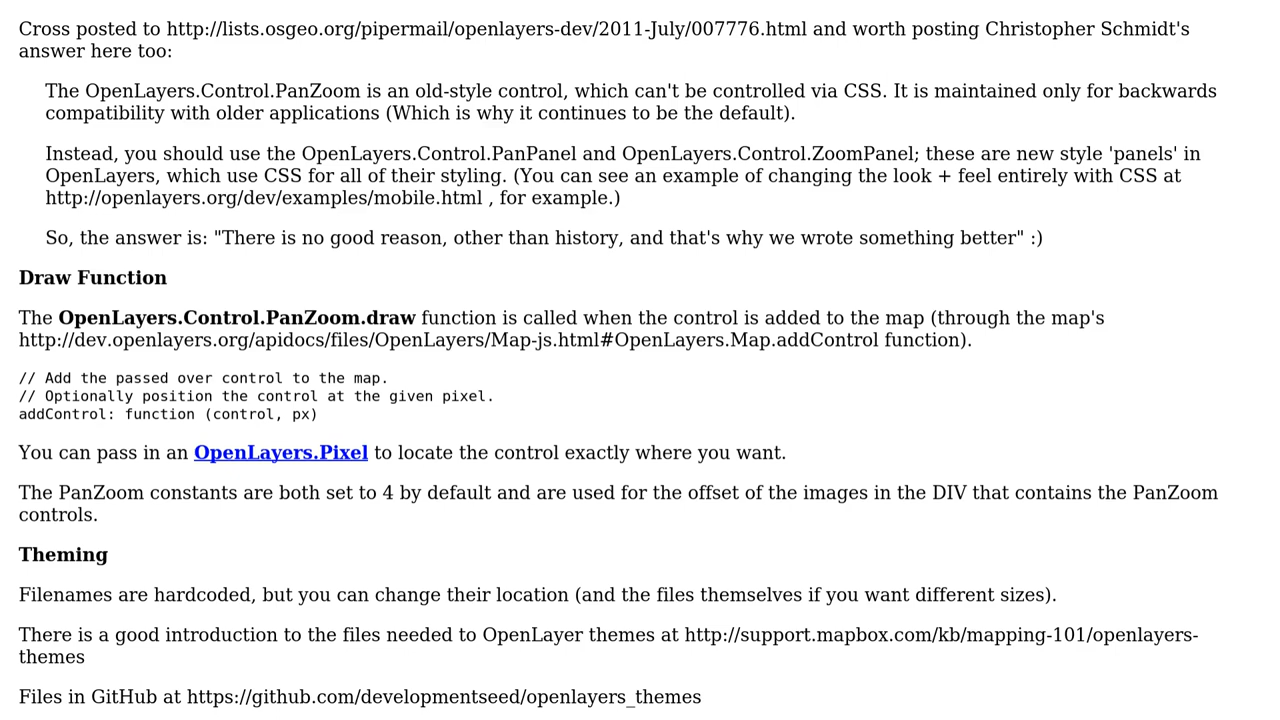 Cross posted to http://lists.osgeo.org/pipermail/openlayers-dev/2011-July/007776.html and worth posting Christopher Schmidt's
answer here too:
The OpenLayers.Control.PanZoom is an old-style control, which can't be controlled via CSS. It is maintained only for backwards
compatibility with older applications (Which is why it continues to be the default).
Instead, you should use the OpenLayers.Control.PanPanel and OpenLayers.Control.ZoomPanel; these are new style 'panels' in
OpenLayers, which use CSS for all of their styling. (You can see an example of changing the look + feel entirely with CSS at
http://openlayers.org/dev/examples/mobile.html , for example.)
So, the answer is: "There is no good reason, other than history, and that's why we wrote something better" :)
Draw Function
The OpenLayers.Control.PanZoom.draw function is called when the control is added to the map (through the map's
http://dev.openlayers.org/apidocs/files/OpenLayers/Map-js.html#OpenLayers.Map.addControl function).
// Add the passed over control to the map.
// Optionally position the control at the given pixel.
addControl: function (control, px)
You can pass in an OpenLayers.Pixel to locate the control exactly where you want.
The PanZoom constants are both set to 4 by default and are used for the offset of the images in the DIV that contains the PanZoom
controls.
Theming
Filenames are hardcoded, but you can change their location (and the files themselves if you want different sizes).
There is a good introduction to the files needed to OpenLayer themes at http://support.mapbox.com/kb/mapping-101/openlayers-
themes
Files in GitHub at https://github.com/developmentseed/openlayers_themes